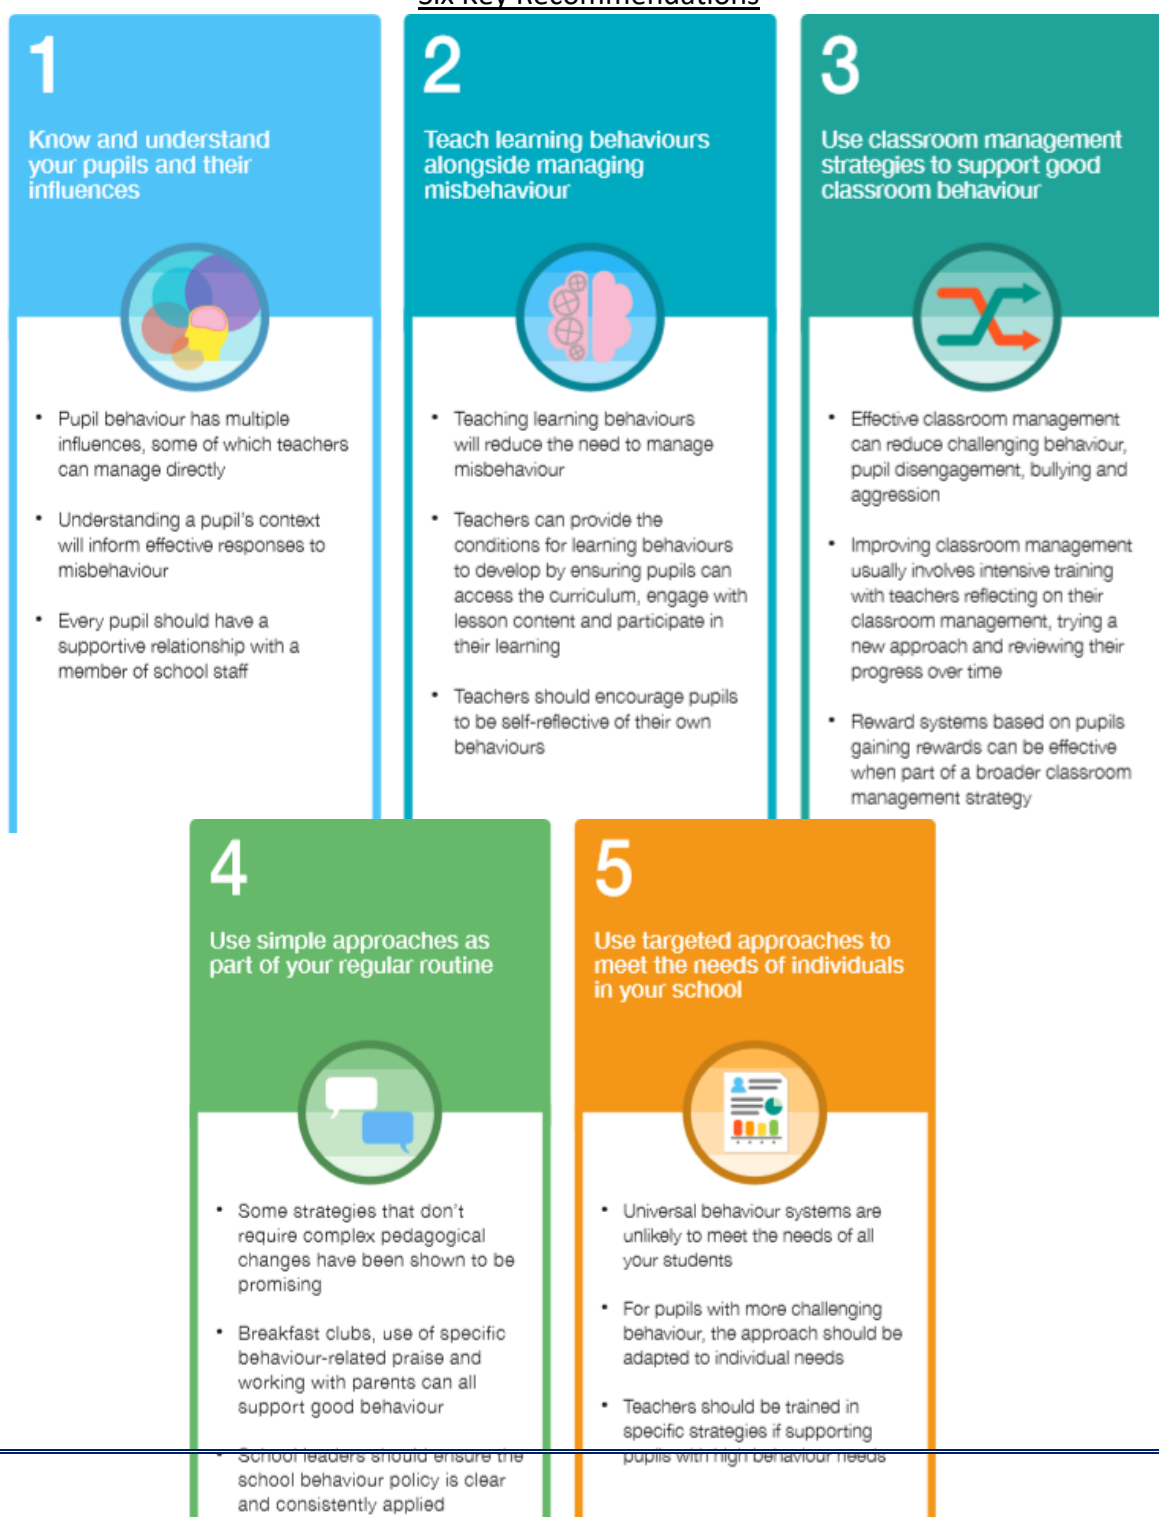 Six Key Recommendations
1
Know and understand
your pupils and their
influences
• Pupil behaviour has multiple
influences, some of which teachers
can manage directly
• Understanding a pupil's context
will inform effective responses to
misbehaviour
• Every pupil should have a
supportive relationship with a
member of school staff
2
Teach learning behaviours
alongside managing
misbehaviour
• Teaching learning behaviours
will reduce the need to manage
misbehaviour
• Teachers can provide the
conditions for learning behaviours
to develop by ensuring pupils can
access the curriculum, engage with
lesson content and participate in
their learning
• Teachers should encourage pupils
to be self-reflective of their own
behaviours
3
Use classroom management
strategies to support good
classroom behaviour
• Effective classroom management
can reduce challenging behaviour,
pupil disengagement, bullying and
aggression
• Improving classroom management
usually involves intensive training
with teachers reflecting on their
classroom management, trying a
new approach and reviewing their
progress over time
• Reward systems based on pupils
gaining rewards can be effective
when part of a broader classroom
management strategy
4
Use simple approaches as
part of your regular routine
• Some strategies that don't
require complex pedagogical
changes have been shown to be
promising
• Breakfast clubs, use of specific
behaviour-related praise and
working with parents can all
support good behaviour
• School leaders should ensure the
school behaviour policy is clear
and consistently applied
5
Use targeted approaches to
meet the needs of individuals
in your school
• Universal behaviour systems are
unlikely to meet the needs of all
your students
• For pupils with more challenging
behaviour, the approach should be
adapted to individual needs
• Teachers should be trained in
specific strategies if supporting
pupils with high behaviour needs